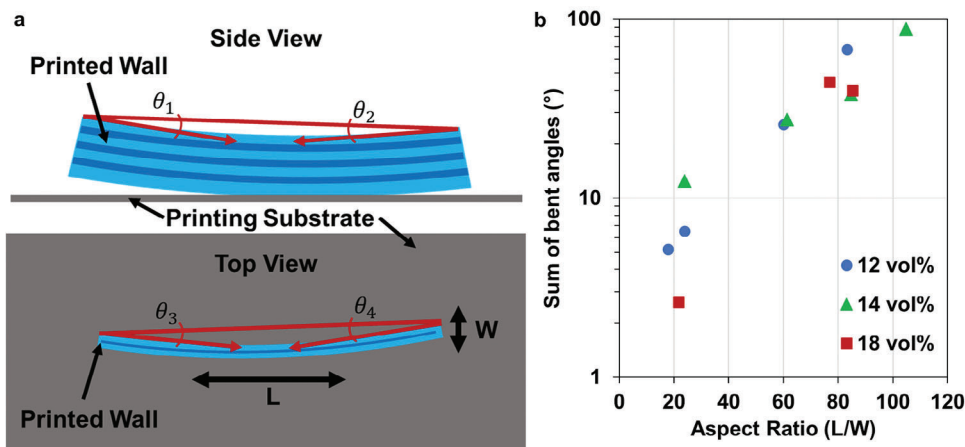 a
Side View
Printed Wall
θ₁
θ₂
Printing Substrate
Top View
θ₃
θ₄
W
L
Printed Wall
b
Sum of bent angles (°)
100
10
1
12 vol%
14 vol%
18 vol%
0 20 40 60 80 100 120
Aspect Ratio (L/W)